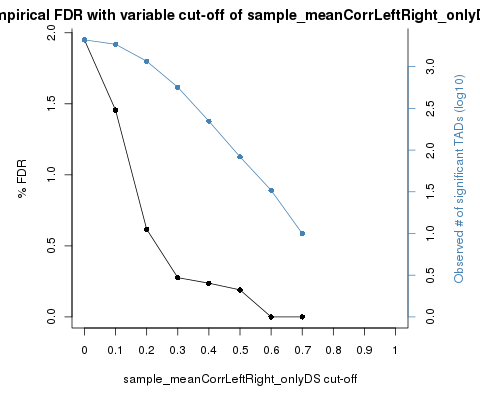 mpirical FDR with variable cut-off of sample_meanCorrLeftRight_onlyD
% FDR
2.0
1.5
1.0
0.5
0.0
3.0
2.5
2.0
1.5
1.0
0.5
0.0
Observed # of significant TADs (log10)
0 0.1 0.2 0.3 0.4 0.5 0.6 0.7 0.8 0.9 1
sample_meanCorrLeftRight_onlyDS cut-off